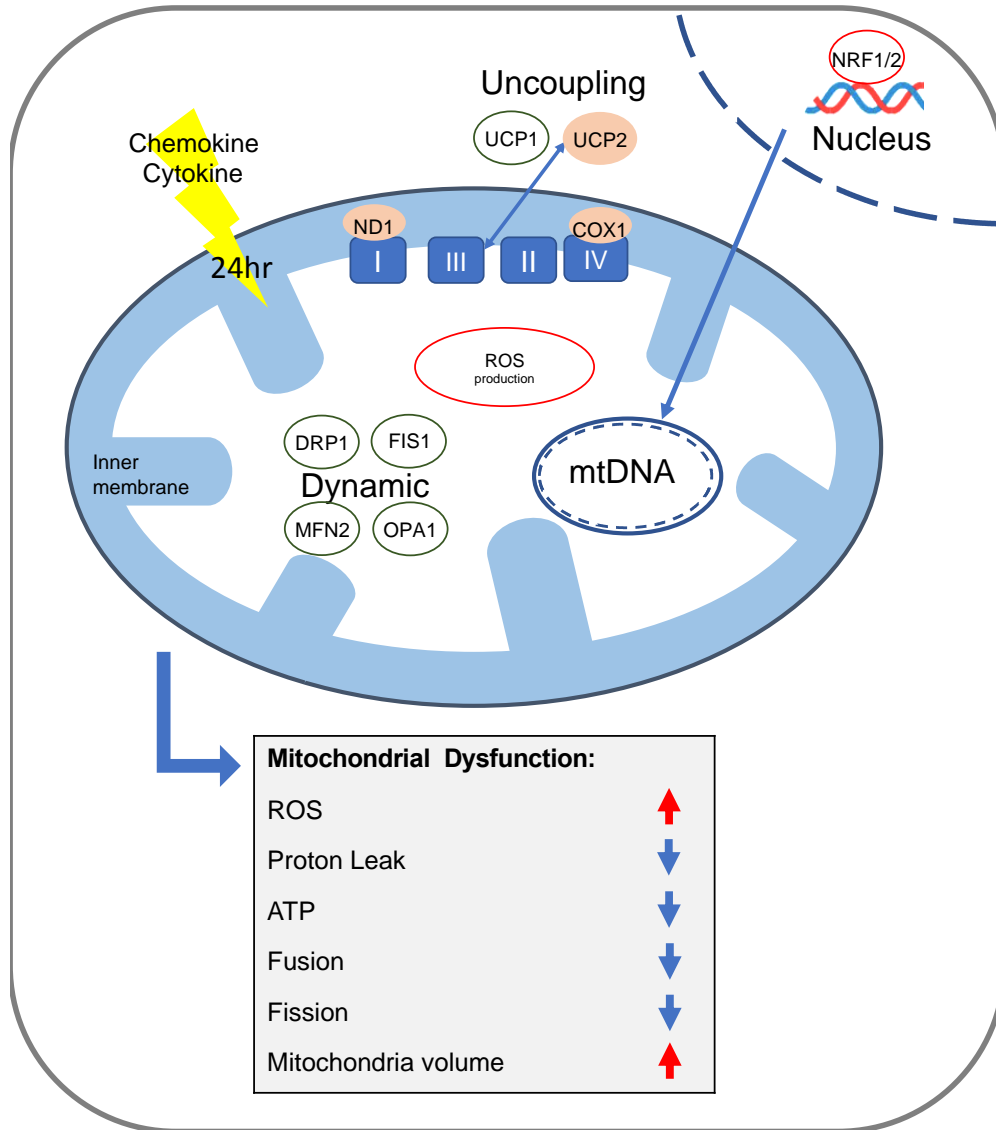 NRF1/2
Nucleus
Uncoupling
UCP1
UCP2
Chemokine
Cytokine
24hr
ND1
COX1
I
III
II
IV
ROS
production
DRP1
FIS1
Dynamic
MFN2
OPA1
mtDNA
Inner
membrane
Mitochondrial Dysfunction:
ROS
Proton Leak
ATP
Fusion
Fission
Mitochondria volume